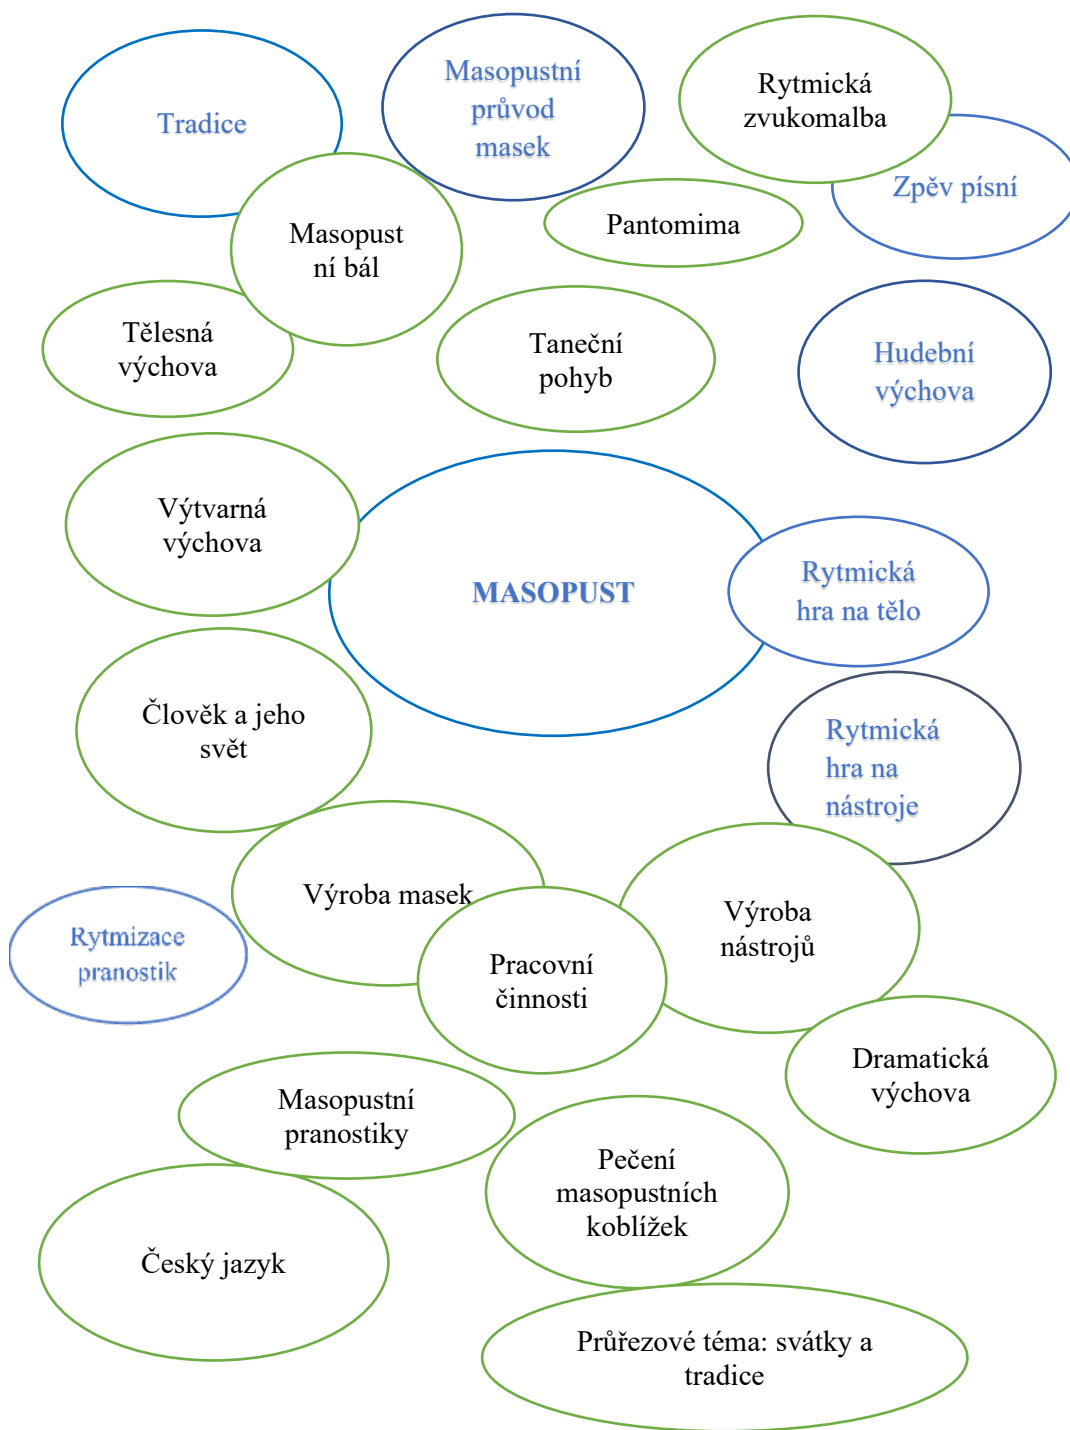 Tradice
Masopustní
průvod
masek
Rytmická
zvukomalba
Zpěv písní
Pantomima
Masopust
ní bál
Tělesná
výchova
Taneční
pohyb
Hudební
výchova
Výtvarná
výchova
MASOPUST
Rytmická
hra na tělo
Člověk a jeho
svět
Rytmická
hra na
nástroje
Výroba masek
Výroba
nástrojů
Rytmizace
pranostik
Pracovní
činnosti
Dramatická
výchova
Masopustní
pranostiky
Pečení
masopustních
koblížek
Český jazyk
Průřezové téma: svátky a
tradice